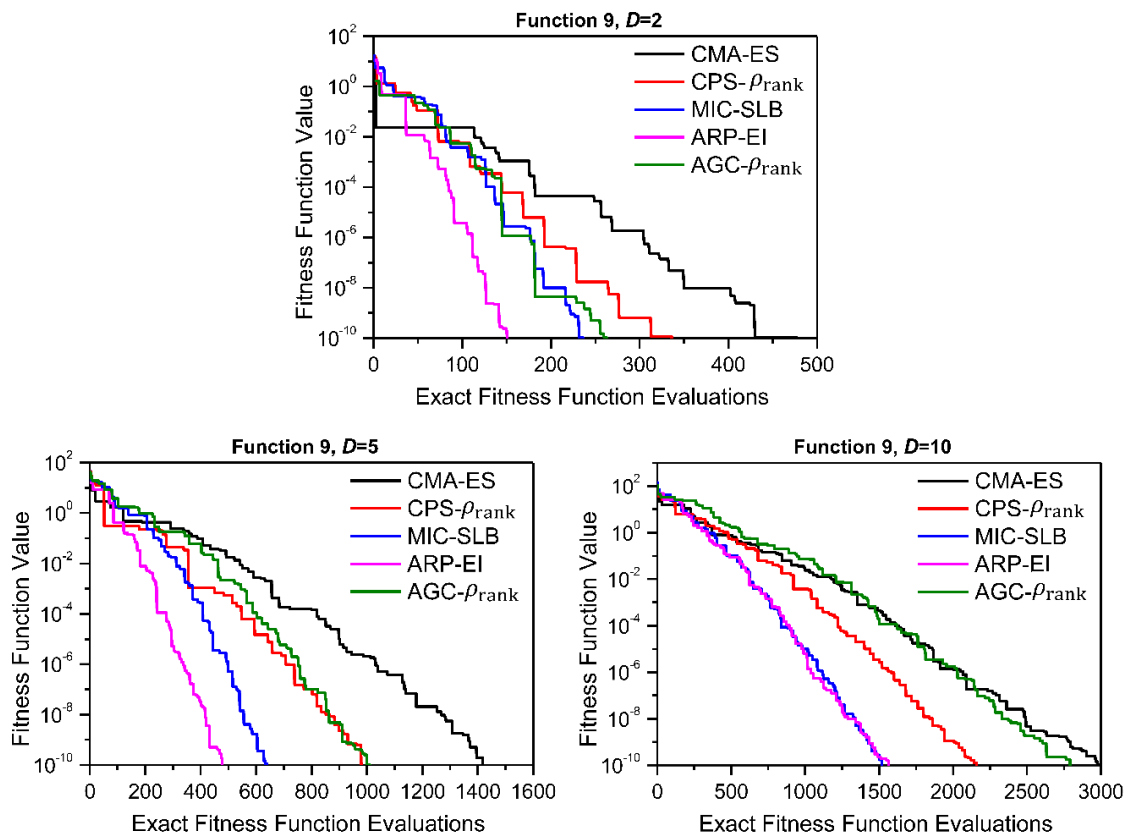 Function 9, D=2
Fitness Function Value
10^2
10^0
10^-2
10^-4
10^-6
10^-8
10^-10
CMA-ES
CPS-ρrank
MIC-SLB
ARP-EI
AGC-ρrank
0 100 200 300 400 500
Exact Fitness Function Evaluations
Function 9, D=5
Fitness Function Value
10^2
10^0
10^-2
10^-4
10^-6
10^-8
10^-10
CMA-ES
CPS-ρrank
MIC-SLB
ARP-EI
AGC-ρrank
0 200 400 600 800 1000 1200 1400 1600
Exact Fitness Function Evaluations
Function 9, D=10
Fitness Function Value
10^2
10^0
10^-2
10^-4
10^-6
10^-8
10^-10
CMA-ES
CPS-ρrank
MIC-SLB
ARP-EI
AGC-ρrank
0 500 1000 1500 2000 2500 3000
Exact Fitness Function Evaluations